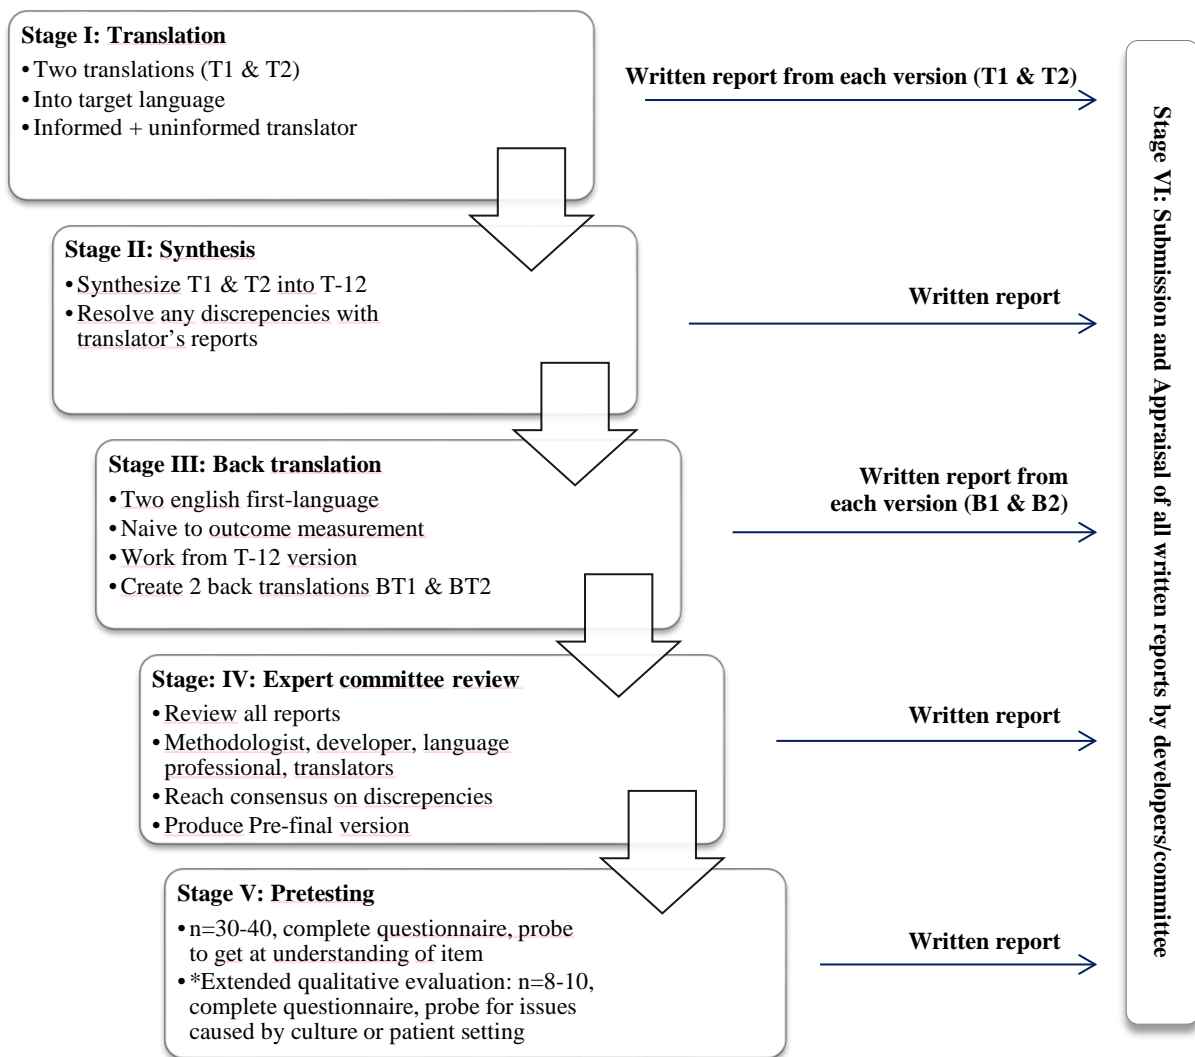 Stage I: Translation
• Two translations (T1 & T2)
• Into target language
• Informed + uninformed translator
Written report from each version (T1 & T2)
Stage II: Synthesis
• Synthesize T1 & T2 into T-12
• Resolve any discrepencies with
translator’s reports
Written report
Stage III: Back translation
• Two english first-language
• Naive to outcome measurement
• Work from T-12 version
• Create 2 back translations BT1 & BT2
Written report from
each version (B1 & B2)
Stage: IV: Expert committee review
• Review all reports
• Methodologist, developer, language
professional, translators
• Reach consensus on discrepencies
• Produce Pre-final version
Written report
Stage V: Pretesting
• n=30-40, complete questionnaire, probe
to get at understanding of item
• *Extended qualitative evaluation: n=8-10,
complete questionnaire, probe for issues
caused by culture or patient setting
Written report
Stage VI: Submission and Appraisal of all written reports by developers/committee